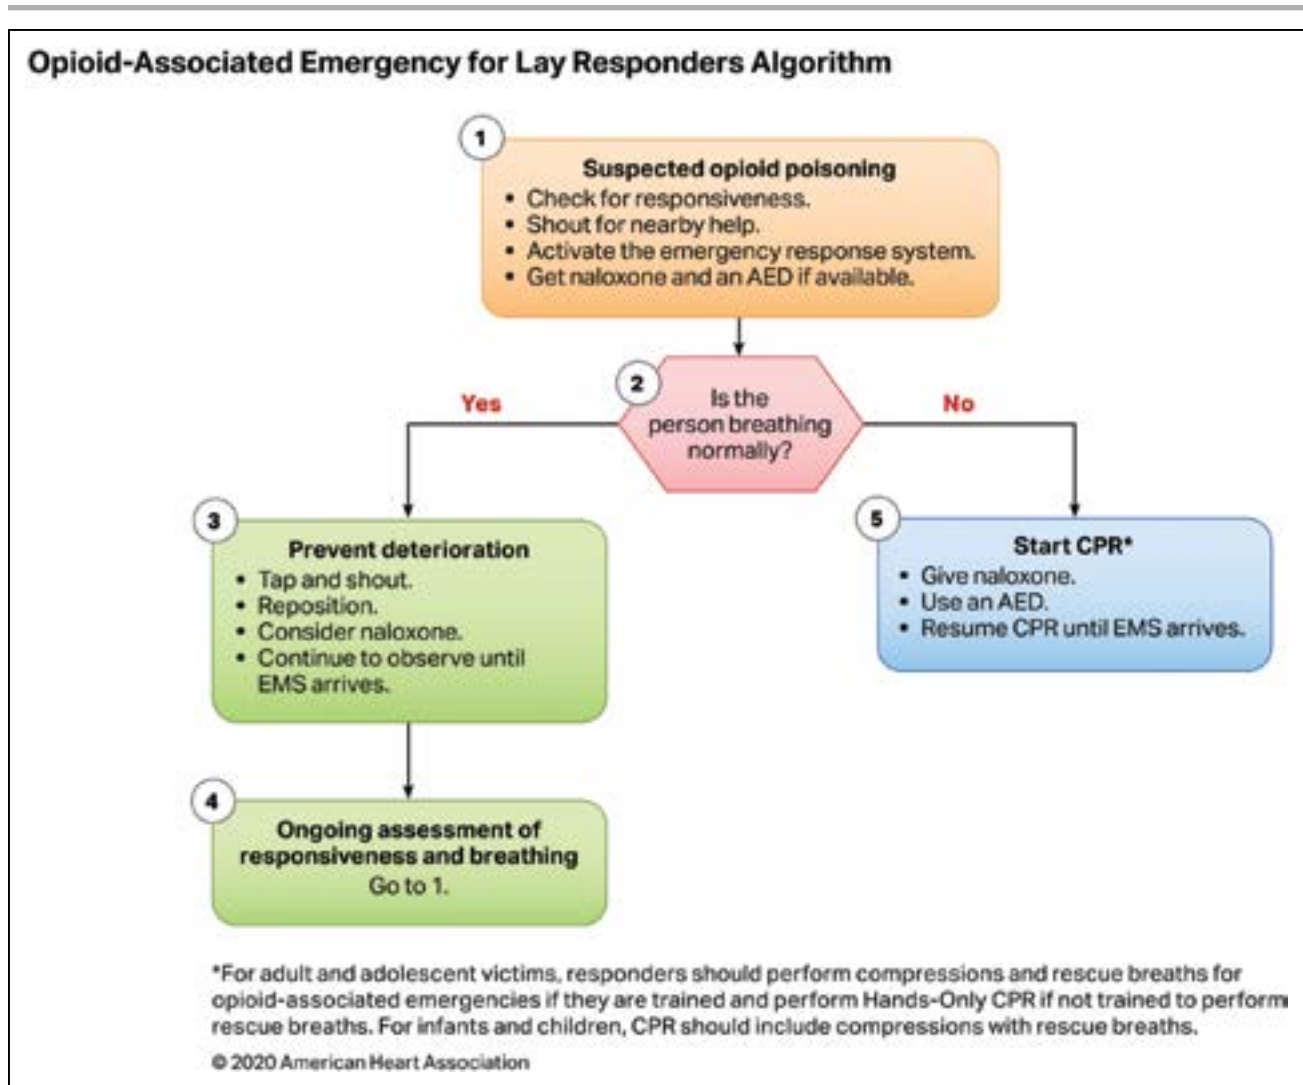 Opioid-Associated Emergency for Lay Responders Algorithm
1
Suspected opioid poisoning
• Check for responsiveness.
• Shout for nearby help.
• Activate the emergency response system.
• Get naloxone and an AED if available.
2
Is the
person breathing
normally?
Yes
No
3
Prevent deterioration
• Tap and shout.
• Reposition.
• Consider naloxone.
• Continue to observe until
EMS arrives.
5
Start CPR*
• Give naloxone.
• Use an AED.
• Resume CPR until EMS arrives.
4
Ongoing assessment of
responsiveness and breathing
Go to 1.
*For adult and adolescent victims, responders should perform compressions and rescue breaths for
opioid-associated emergencies if they are trained and perform Hands-Only CPR if not trained to perform
rescue breaths. For infants and children, CPR should include compressions with rescue breaths.
© 2020 American Heart Association